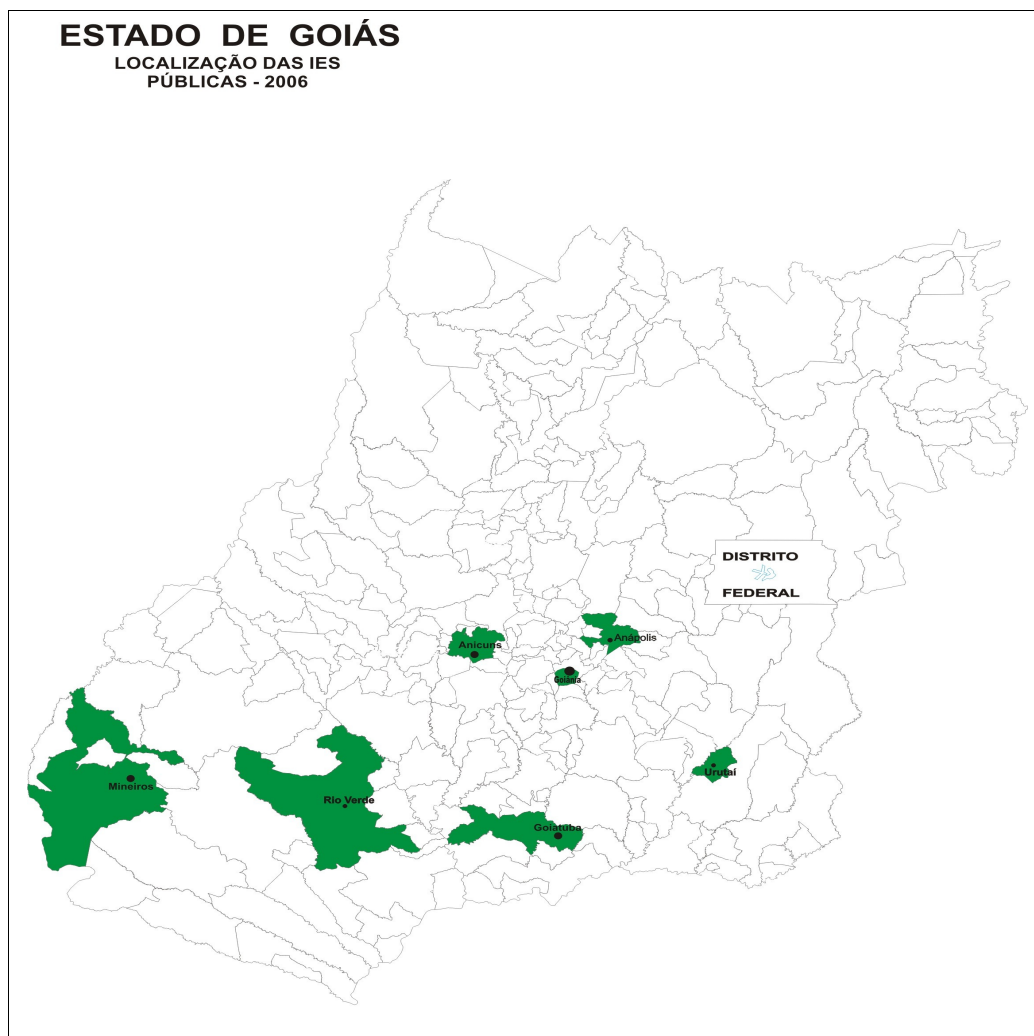 ESTADO DE GOIÁS
LOCALIZAÇÃO DAS IES
PÚBLICAS - 2006
DISTRITO
FEDERAL
Anápolis
Anicuns
Goiânia
Urutaí
Mineiros
Rio Verde
Goiatuba